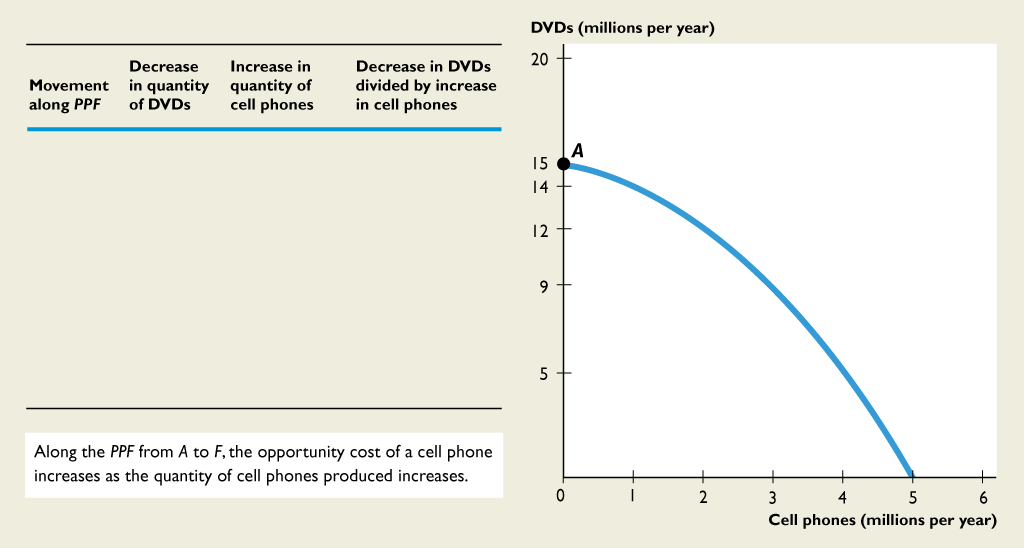 Movement
along PPF
Decrease
in quantity
of DVDs
Increase in
quantity of
cell phones
Decrease in DVDs
divided by increase
in cell phones
Along the PPF from A to F, the opportunity cost of a cell phone
increases as the quantity of cell phones produced increases.
DVDs (millions per year)
20
15
14
12
9
5
A
0 1 2 3 4 5 6
Cell phones (millions per year)